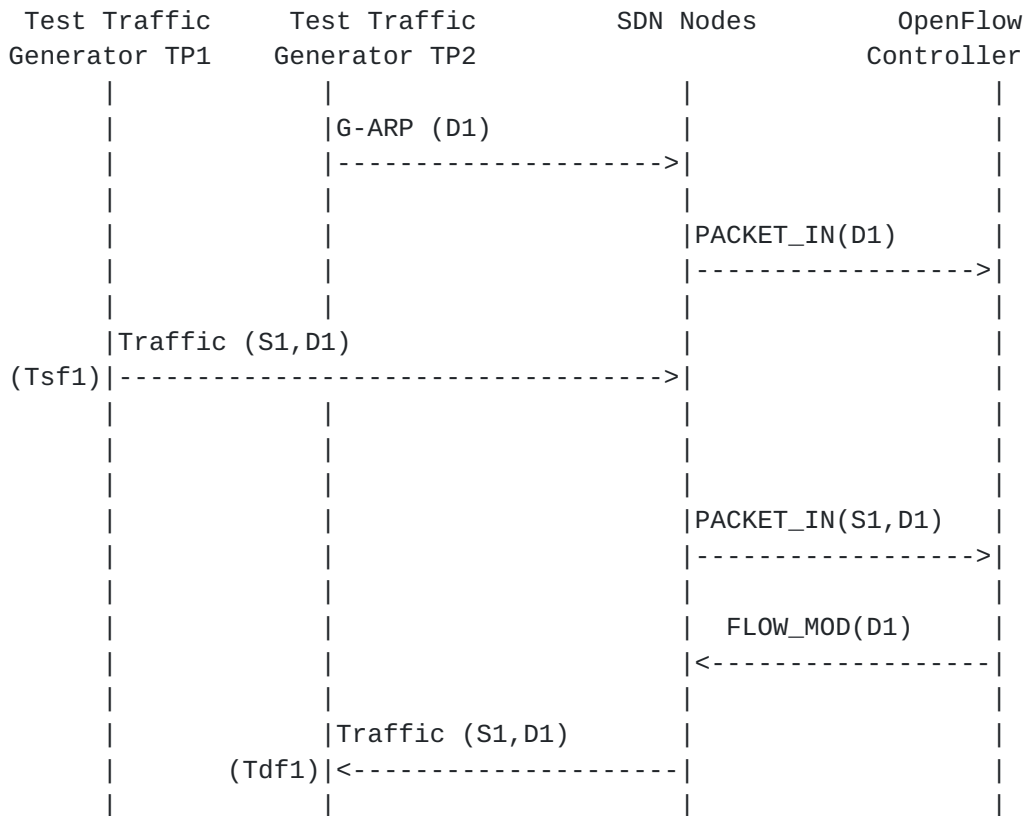 Test Traffic Test Traffic SDN Nodes OpenFlow
Generator TP1 Generator TP2 Controller
G-ARP (D1)
PACKET_IN(D1)
Traffic (S1,D1)
(Tsf1)
PACKET_IN(S1,D1)
FLOW_MOD(D1)
Traffic (S1,D1)
(Tdf1)